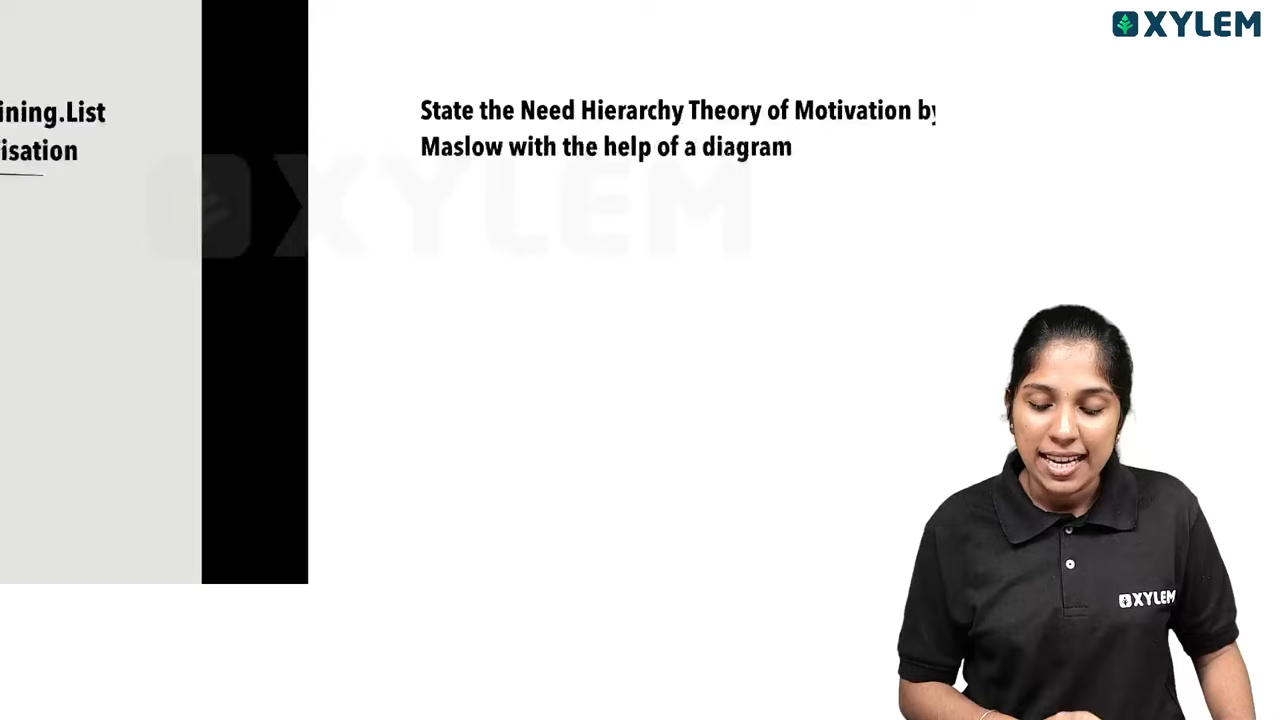 XYLEM
ining.List
isation
State the Need Hierarchy Theory of Motivation by
Maslow with the help of a diagram
XYLEM
XYLEM